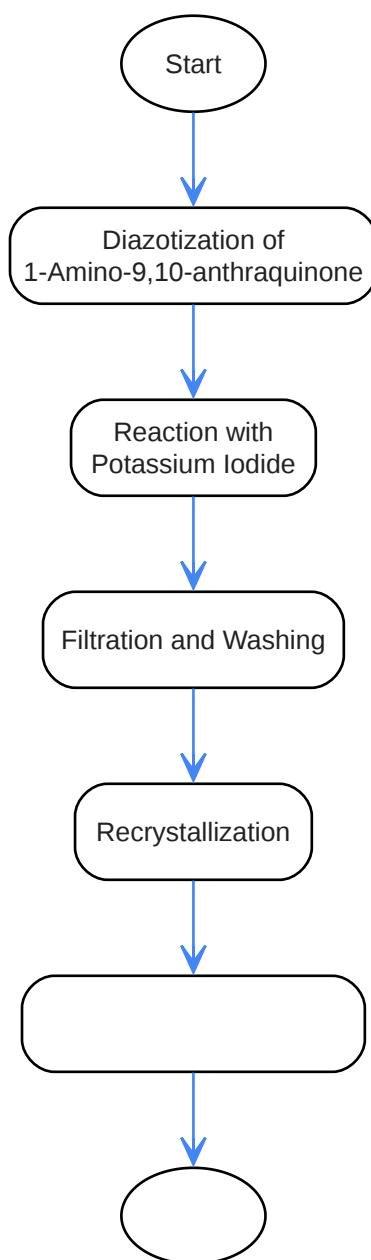 Start
Diazotization of
1-Amino-9,10-anthraquinone
Reaction with
Potassium Iodide
Filtration and Washing
Recrystallization